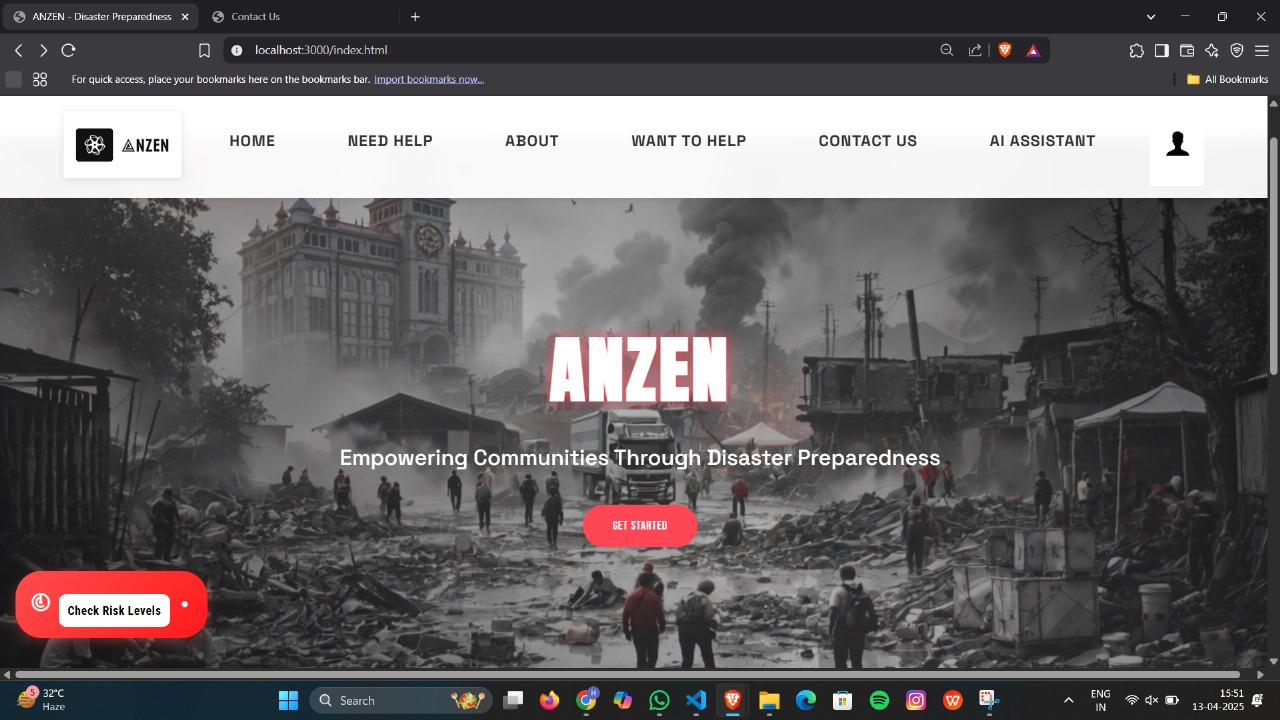 ANZEN - Disaster Preparedness
Contact Us
localhost:3000/index.html
For quick access, place your bookmarks here on the bookmarks bar. Import bookmarks now...
All Bookmarks
ANZEN
HOME
NEED HELP
ABOUT
WANT TO HELP
CONTACT US
AI ASSISTANT
ANZEN
Empowering Communities Through Disaster Preparedness
GET STARTED
Check Risk Levels
5
32°C
Haze
Search
H
ENG
IN
15:51
13-04-2025